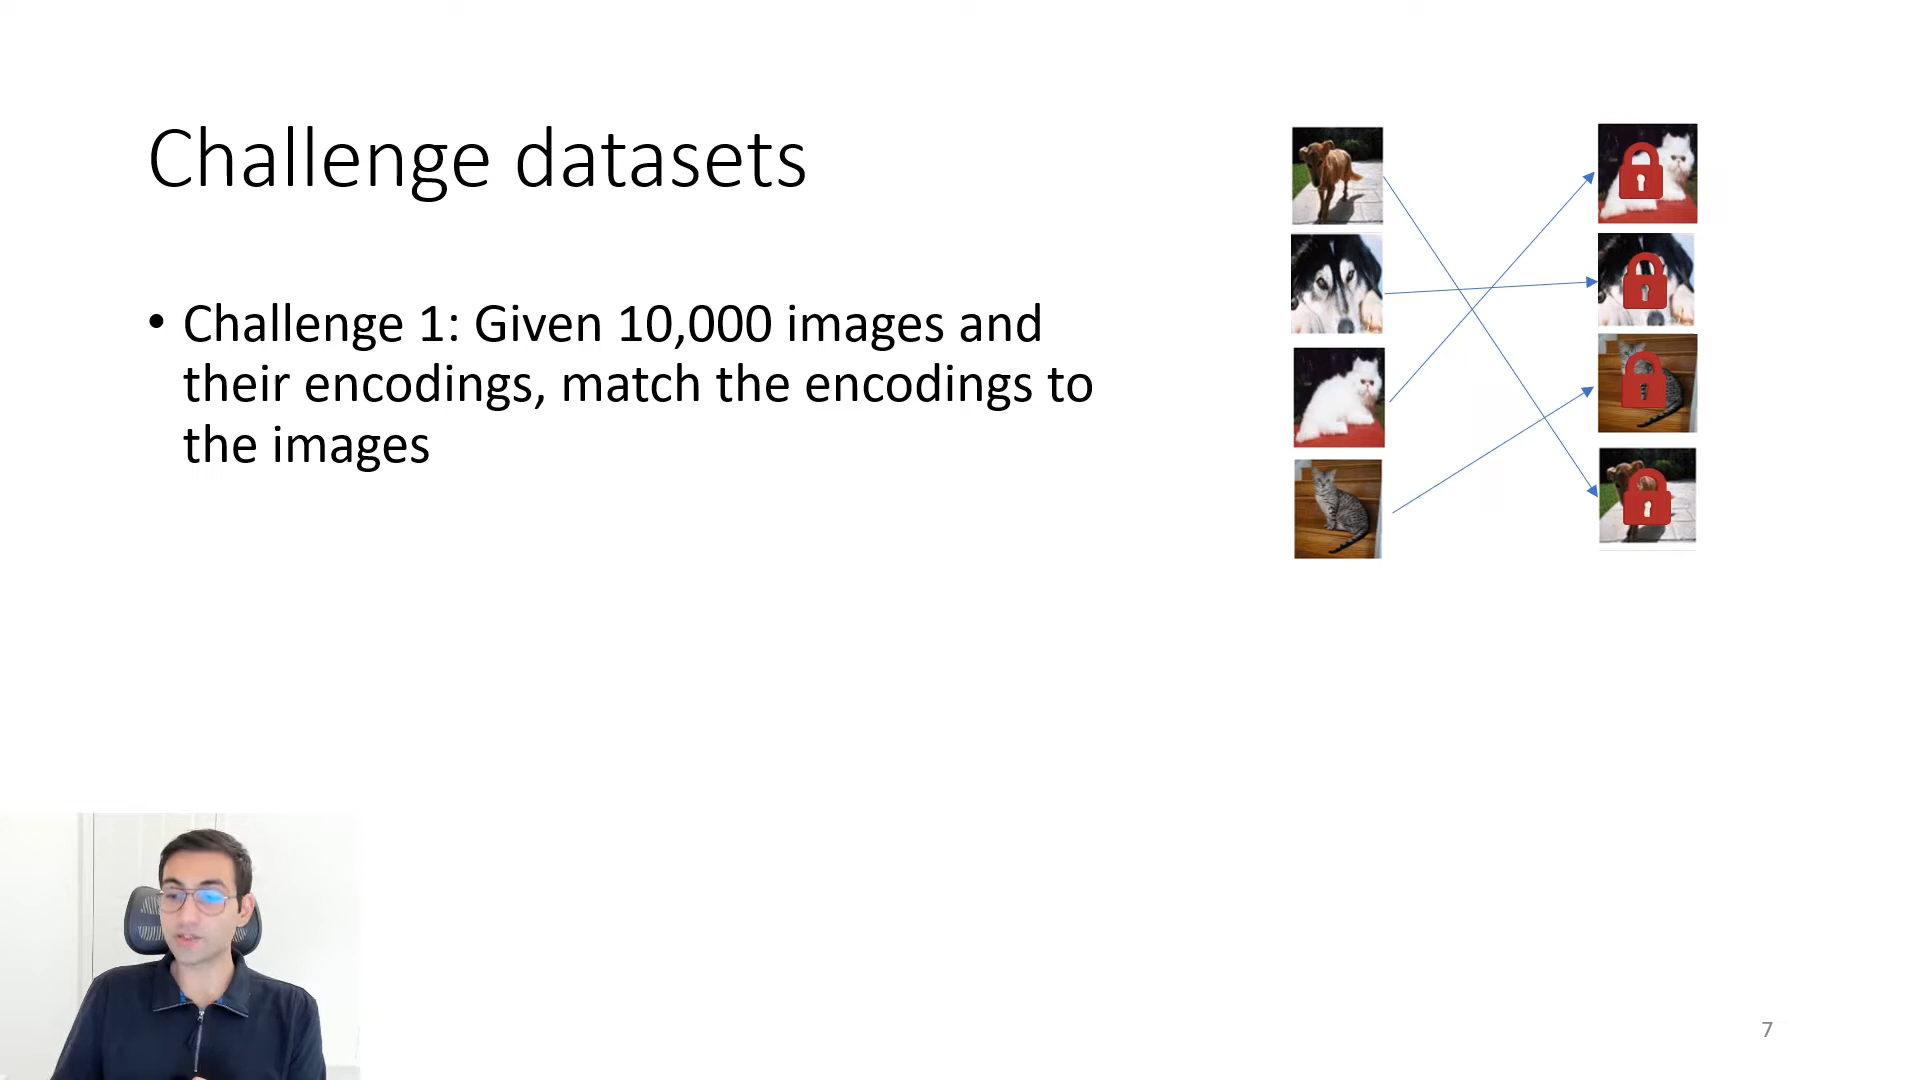 Challenge datasets
• Challenge 1: Given 10,000 images and
their encodings, match the encodings to
the images
7